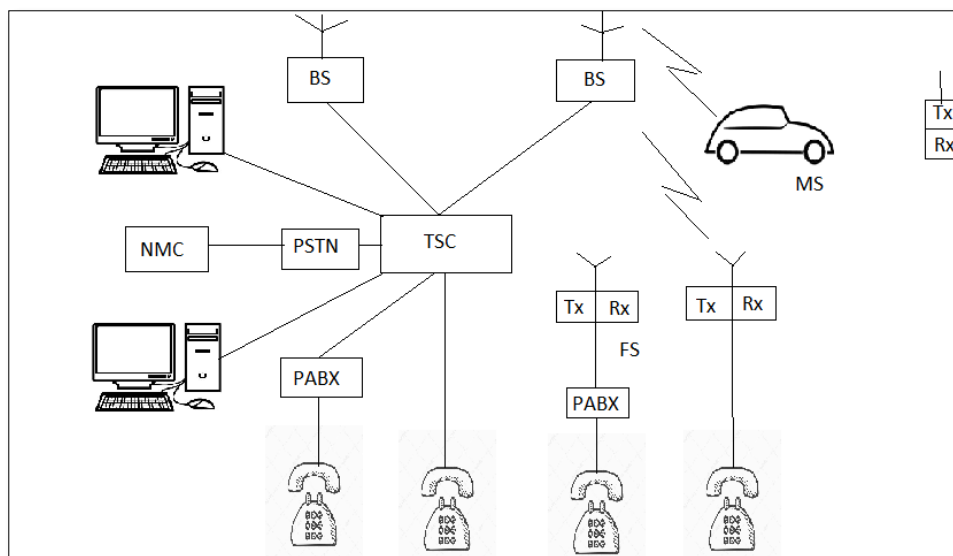 BS
BS
Tx
Rx
MS
NMC
PSTN
TSC
Tx Rx
Tx Rx
FS
PABX
PABX